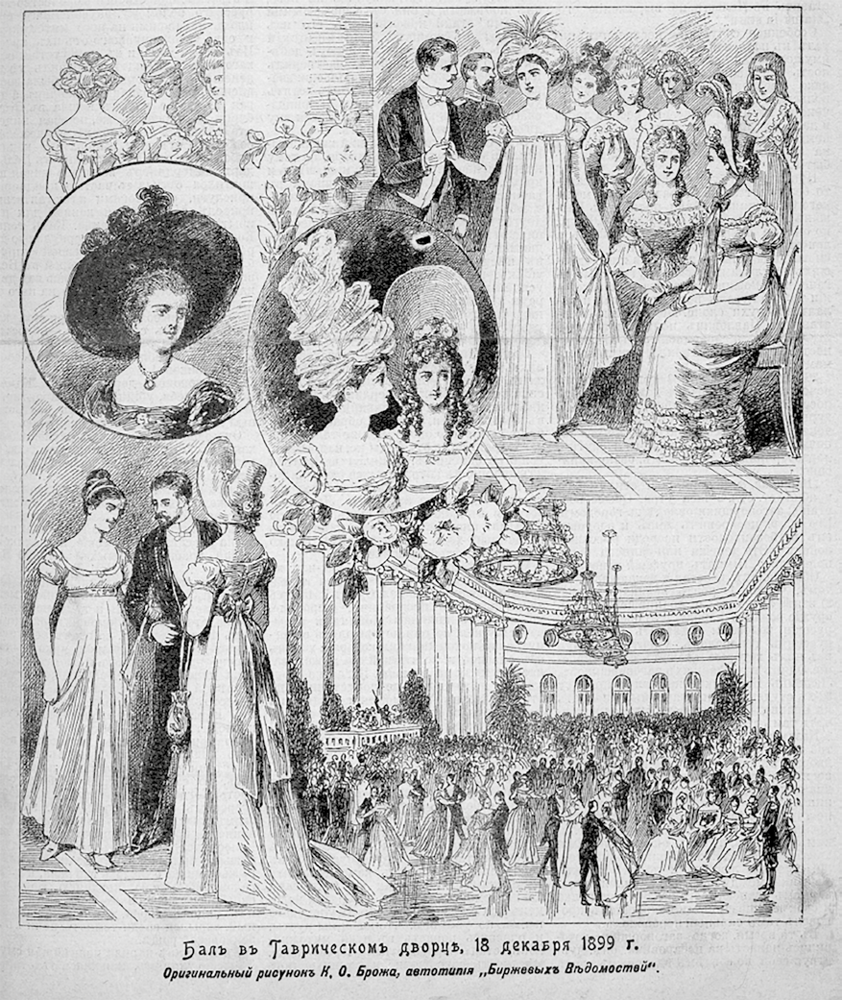 Балъ въ Таврическомъ дворцѣ, 18 декабря 1899 г.
Оригинальный рисунокъ К. О. Брожа, автотипія „Биржевыхъ Вѣдомостей“.